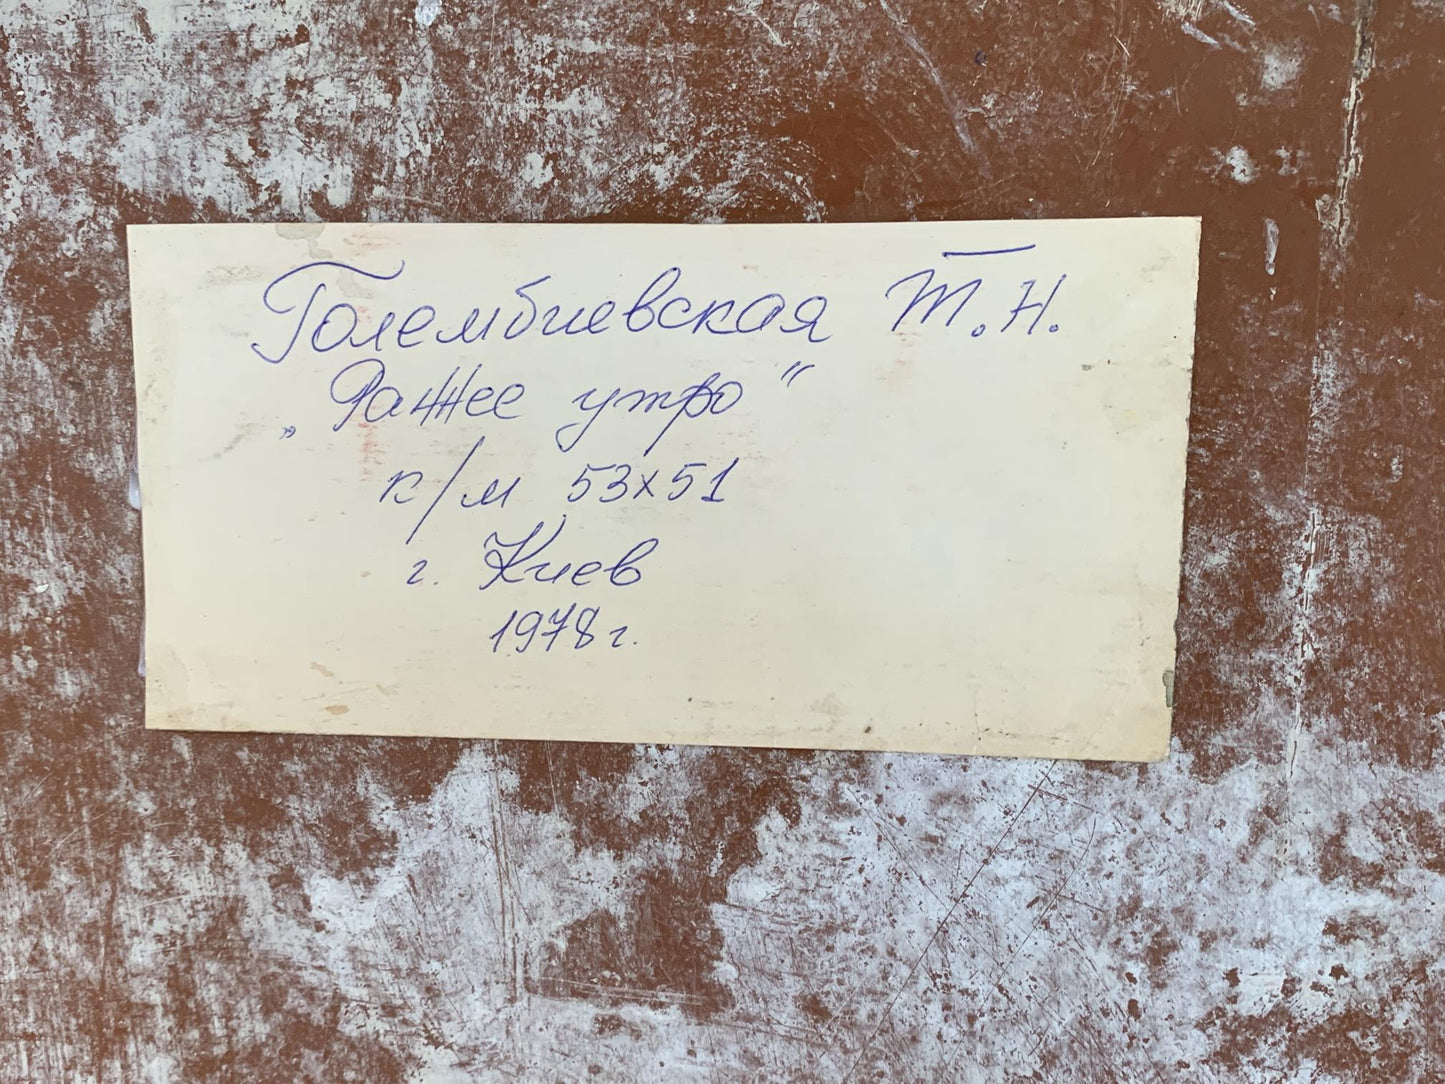 Голембиевская Т.Н.
„Раннее утро"
к/м 53х51
г. Киев
1978г.